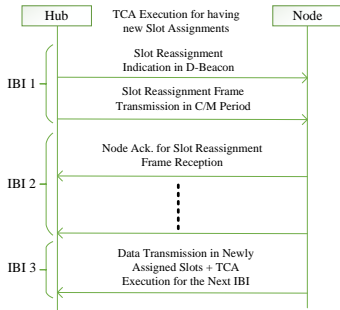 Hub
Node
TCA Execution for having
new Slot Assignments
Slot Reassignment
Indication in D-Beacon
IBI 1
Slot Reassignment Frame
Transmission in C/M Period
Node Ack. for Slot Reassignment
Frame Reception
IBI 2
Data Transmission in Newly
Assigned Slots + TCA
Execution for the Next IBI
IBI 3